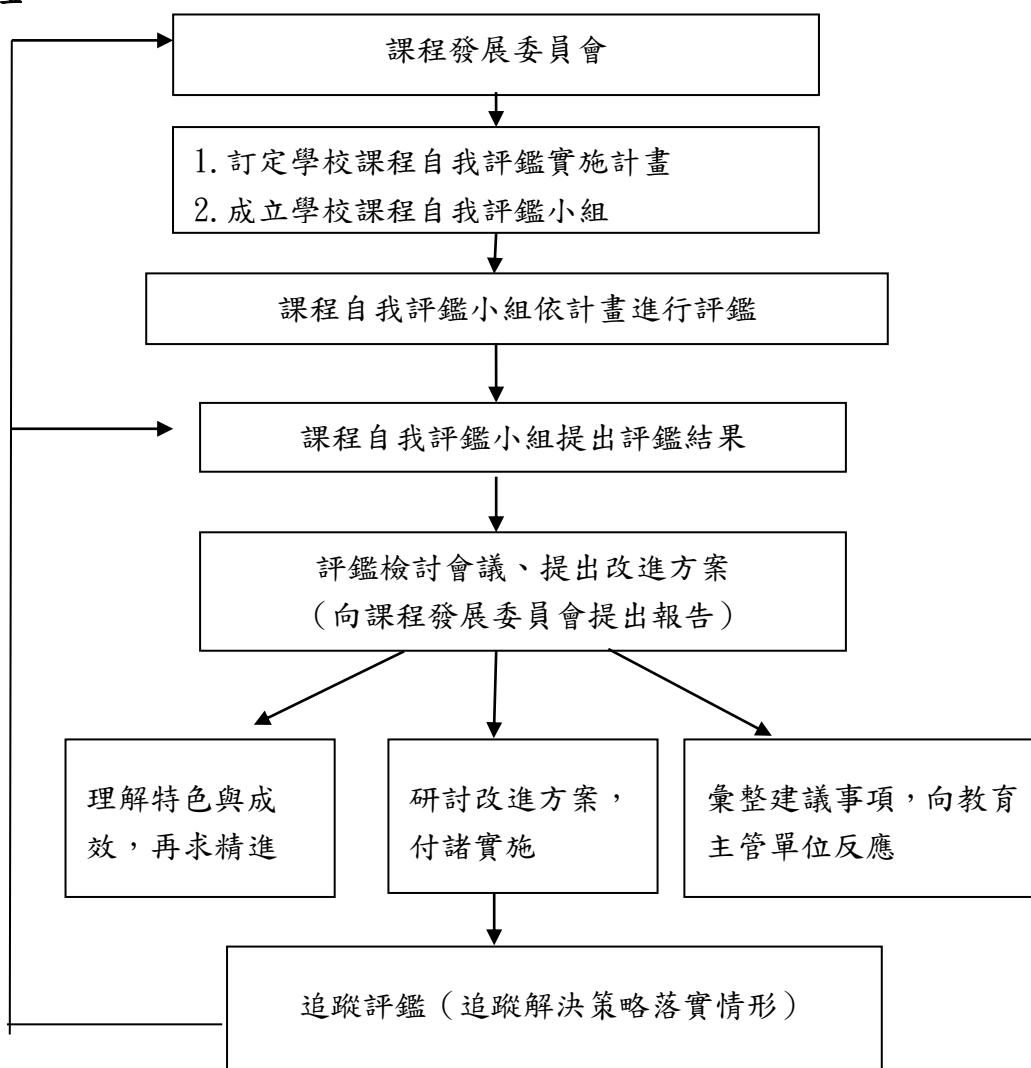 課程發展委員會
1.訂定學校課程自我評鑑實施計畫
2.成立學校課程自我評鑑小組
課程自我評鑑小組依計畫進行評鑑
課程自我評鑑小組提出評鑑結果
評鑑檢討會議、提出改進方案
（向課程發展委員會提出報告）
理解特色與成
效，再求精進
研討改進方案，
付諸實施
彙整建議事項，向教育
主管單位反應
追蹤評鑑（追蹤解決策略落實情形）